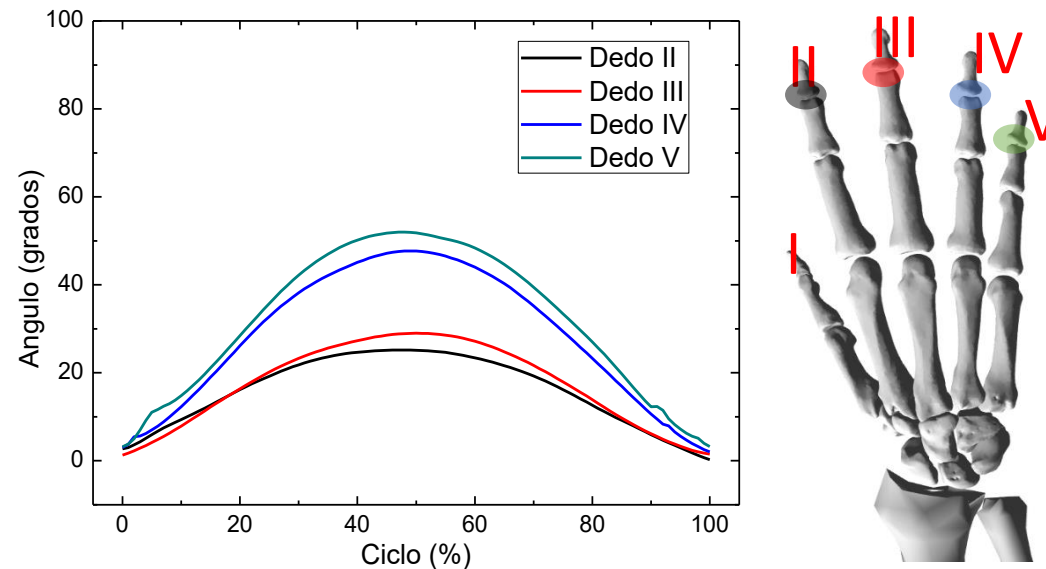 100
80
60
40
20
0
Angulo (grados)
0 20 40 60 80 100
Ciclo (%)
Dedo II
Dedo III
Dedo IV
Dedo V
I
II
III
IV
V